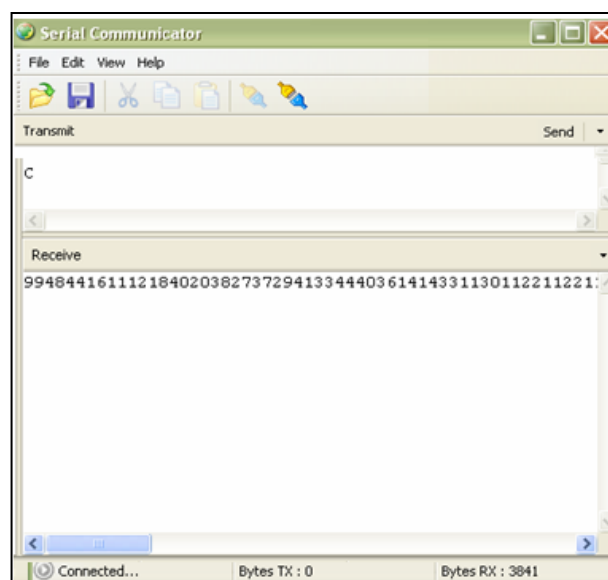 Serial Communicator
File Edit View Help
Transmit Send
C
Receive
99484416111218402038273729413344403614143311301122112211
Connected... Bytes TX : 0 Bytes RX : 3841